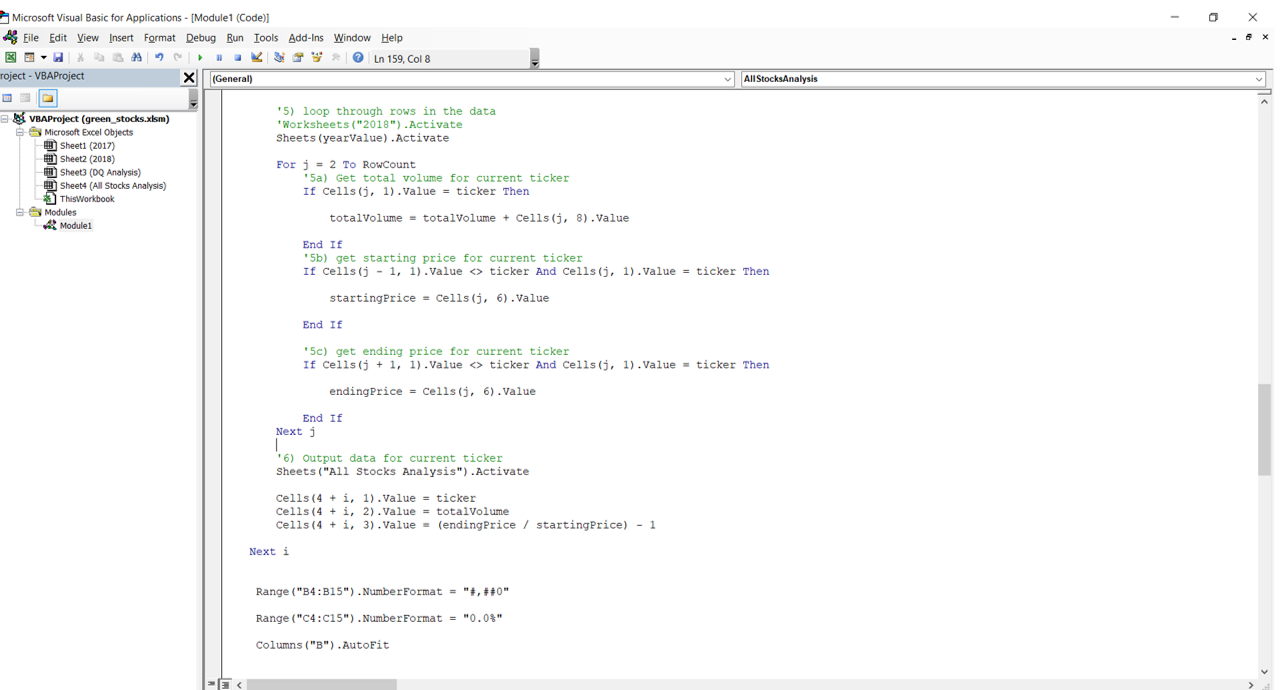 Microsoft Visual Basic for Applications - [Module1 (Code)]
File Edit View Insert Format Debug Run Tools Add-Ins Window Help
Ln 159, Col 8
roject - VBAProject
(General)
AllStocksAnalysis
VBAProject (green_stocks.xlsm)
Microsoft Excel Objects
Sheet1 (2017)
Sheet2 (2018)
Sheet3 (DQ Analysis)
Sheet4 (All Stocks Analysis)
ThisWorkbook
Modules
Module1
'5) loop through rows in the data
'Worksheets("2018").Activate
Sheets(yearValue).Activate
For j = 2 To RowCount
'5a) Get total volume for current ticker
If Cells(j, 1).Value = ticker Then
totalVolume = totalVolume + Cells(j, 8).Value
End If
'5b) get starting price for current ticker
If Cells(j - 1, 1).Value <> ticker And Cells(j, 1).Value = ticker Then
startingPrice = Cells(j, 6).Value
End If
'5c) get ending price for current ticker
If Cells(j + 1, 1).Value <> ticker And Cells(j, 1).Value = ticker Then
endingPrice = Cells(j, 6).Value
End If
Next j
'6) Output data for current ticker
Sheets("All Stocks Analysis").Activate
Cells(4 + i, 1).Value = ticker
Cells(4 + i, 2).Value = totalVolume
Cells(4 + i, 3).Value = (endingPrice / startingPrice) - 1
Next i
Range("B4:B15").NumberFormat = "#,##0"
Range("C4:C15").NumberFormat = "0.0%"
Columns("B").AutoFit